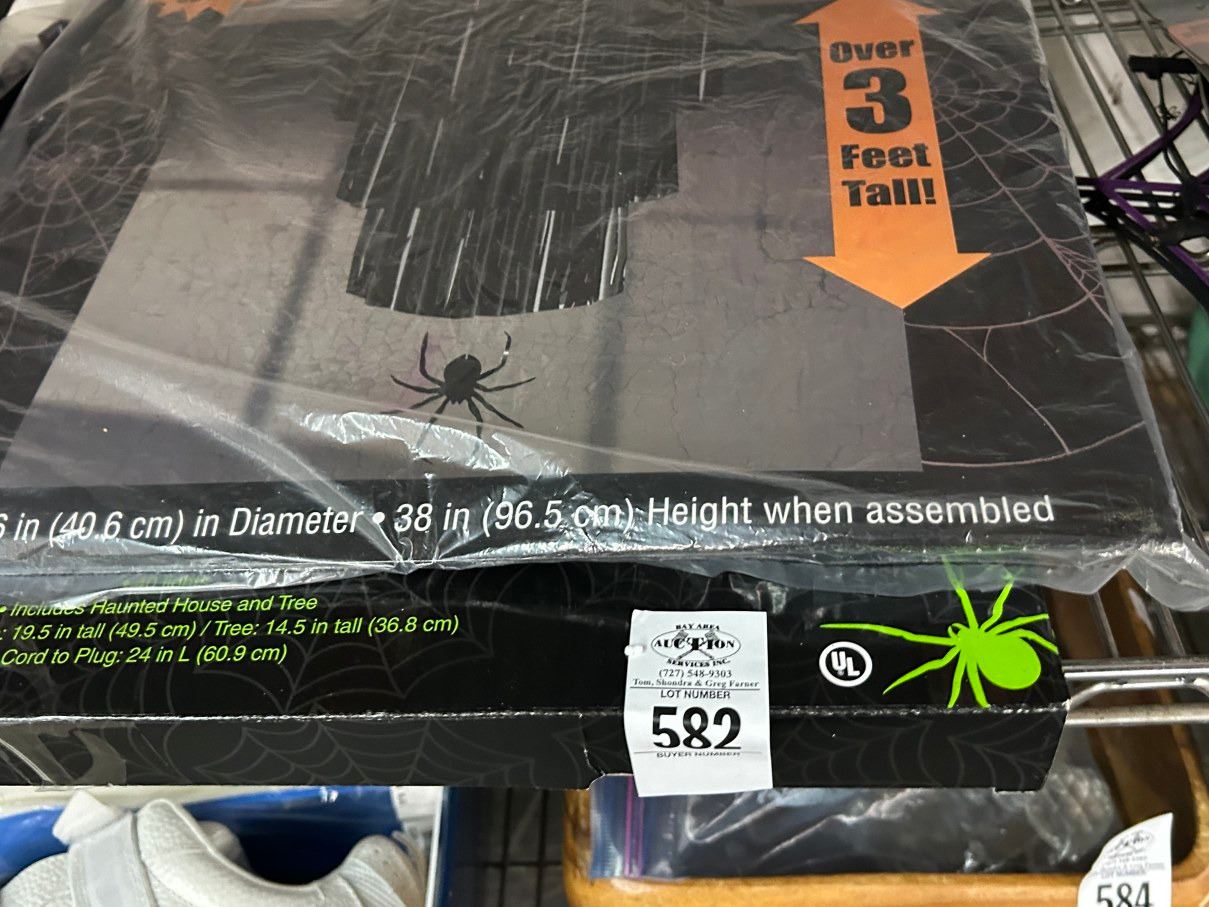 Over
3
Feet
Tall!
6 in (40.6 cm) in Diameter • 38 in (96.5 cm) Height when assembled
• Includes Haunted House and Tree
: 19.5 in tall (49.5 cm) / Tree: 14.5 in tall (36.8 cm)
Cord to Plug: 24 in L (60.9 cm)
UL
BAY AREA
AUCTION
SERVICES INC.
(727) 548-9303
Tom, Shondra & Greg Farner
LOT NUMBER
582
BUYER NUMBER
LOT NUMBER
584